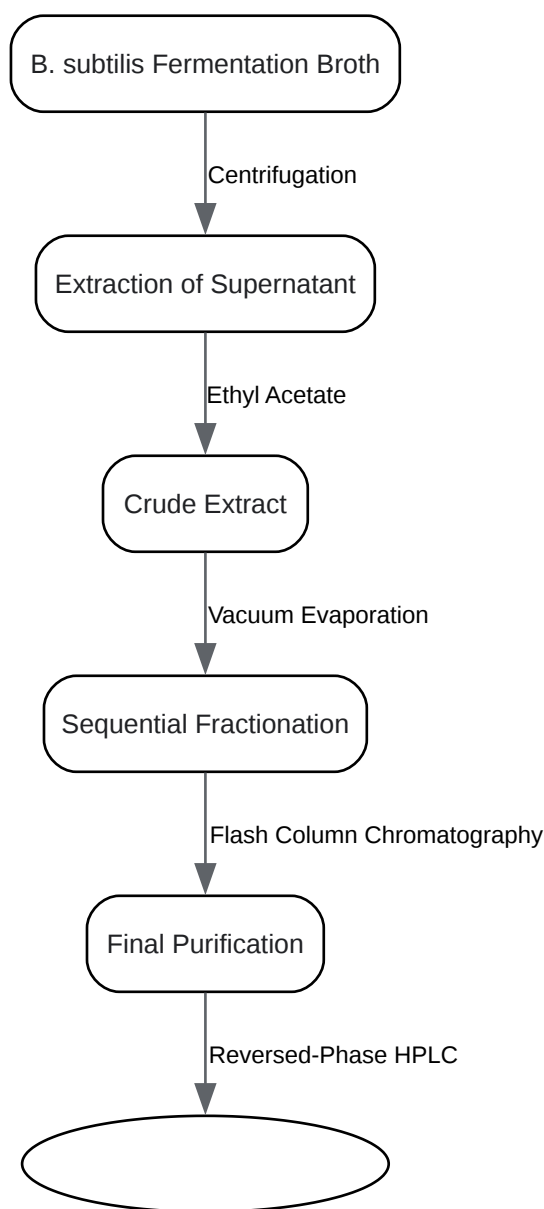 B. subtilis Fermentation Broth
Centrifugation
Extraction of Supernatant
Ethyl Acetate
Crude Extract
Vacuum Evaporation
Sequential Fractionation
Flash Column Chromatography
Final Purification
Reversed-Phase HPLC